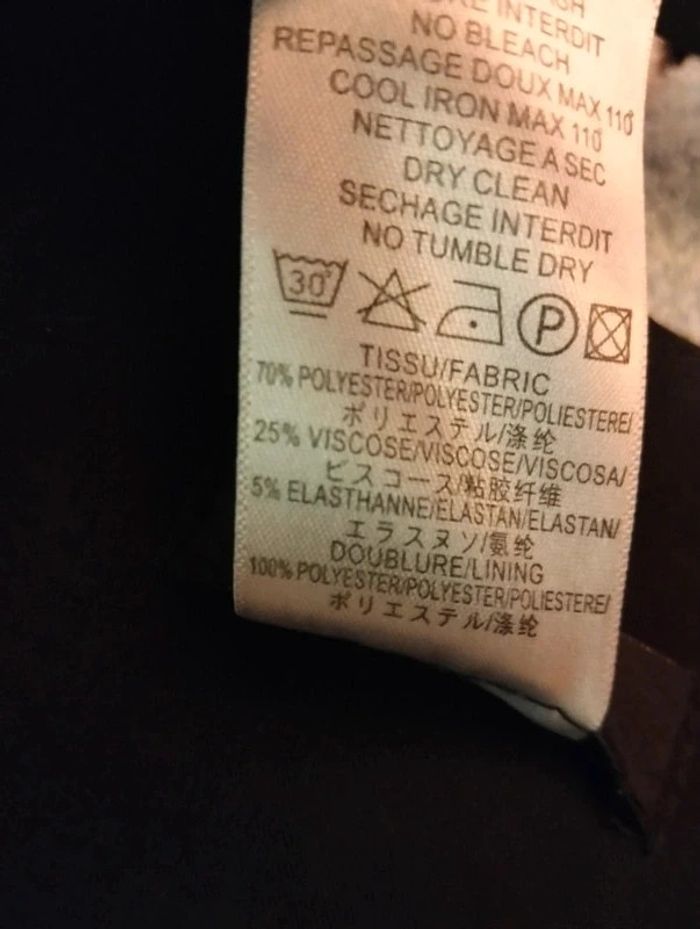 INTERDIT
NO BLEACH
REPASSAGE DOUX MAX 110°
COOL IRON MAX 110°
NETTOYAGE A SEC
DRY CLEAN
SECHAGE INTERDIT
NO TUMBLE DRY
30° P
TISSU/FABRIC
70% POLYESTER/POLYESTER/POLIESTERE/
ポリエステル/涤纶
25% VISCOSE/VISCOSE/VISCOSA/
ビスコース/粘胶纤维
5% ELASTHANNE/ELASTAN/ELASTAN/
エラスヌソ/氨纶
DOUBLURE/LINING
100% POLYESTER/POLYESTER/POLIESTERE/
ポリエステル/涤纶